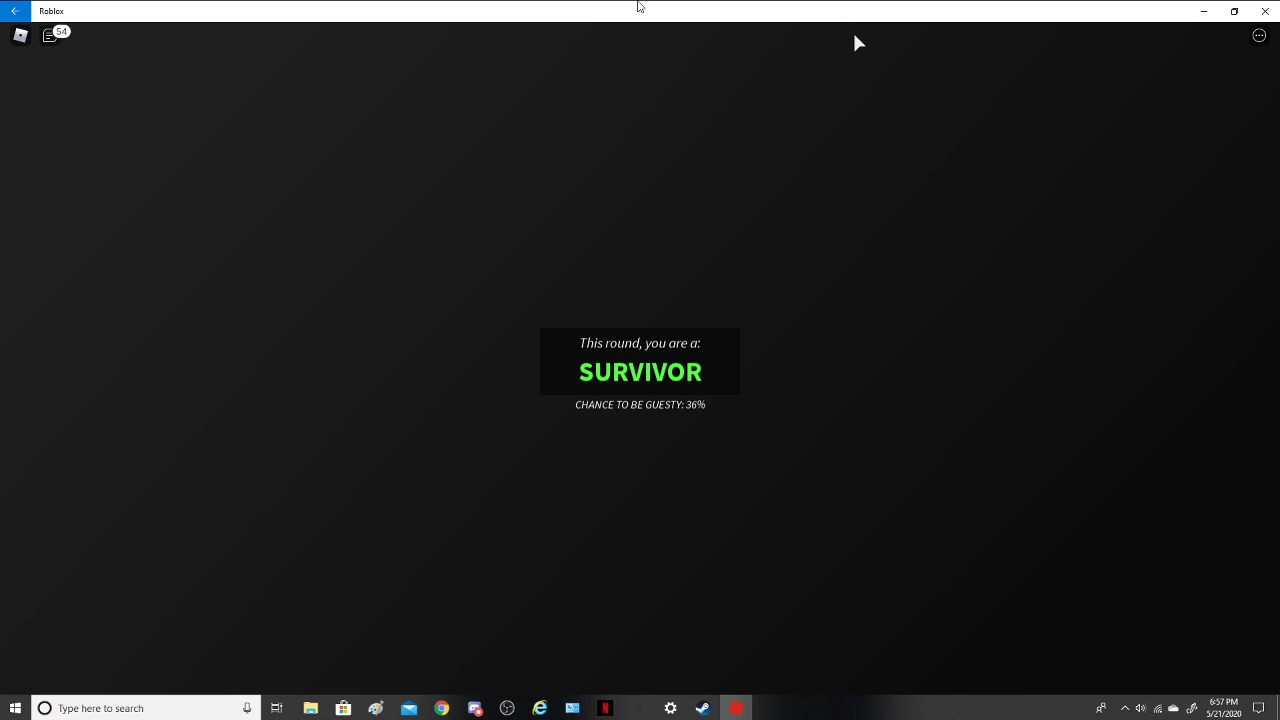 Roblox
54
This round, you are a:
SURVIVOR
CHANCE TO BE GUESTY: 36%
Type here to search
N
6:57 PM
5/21/2020